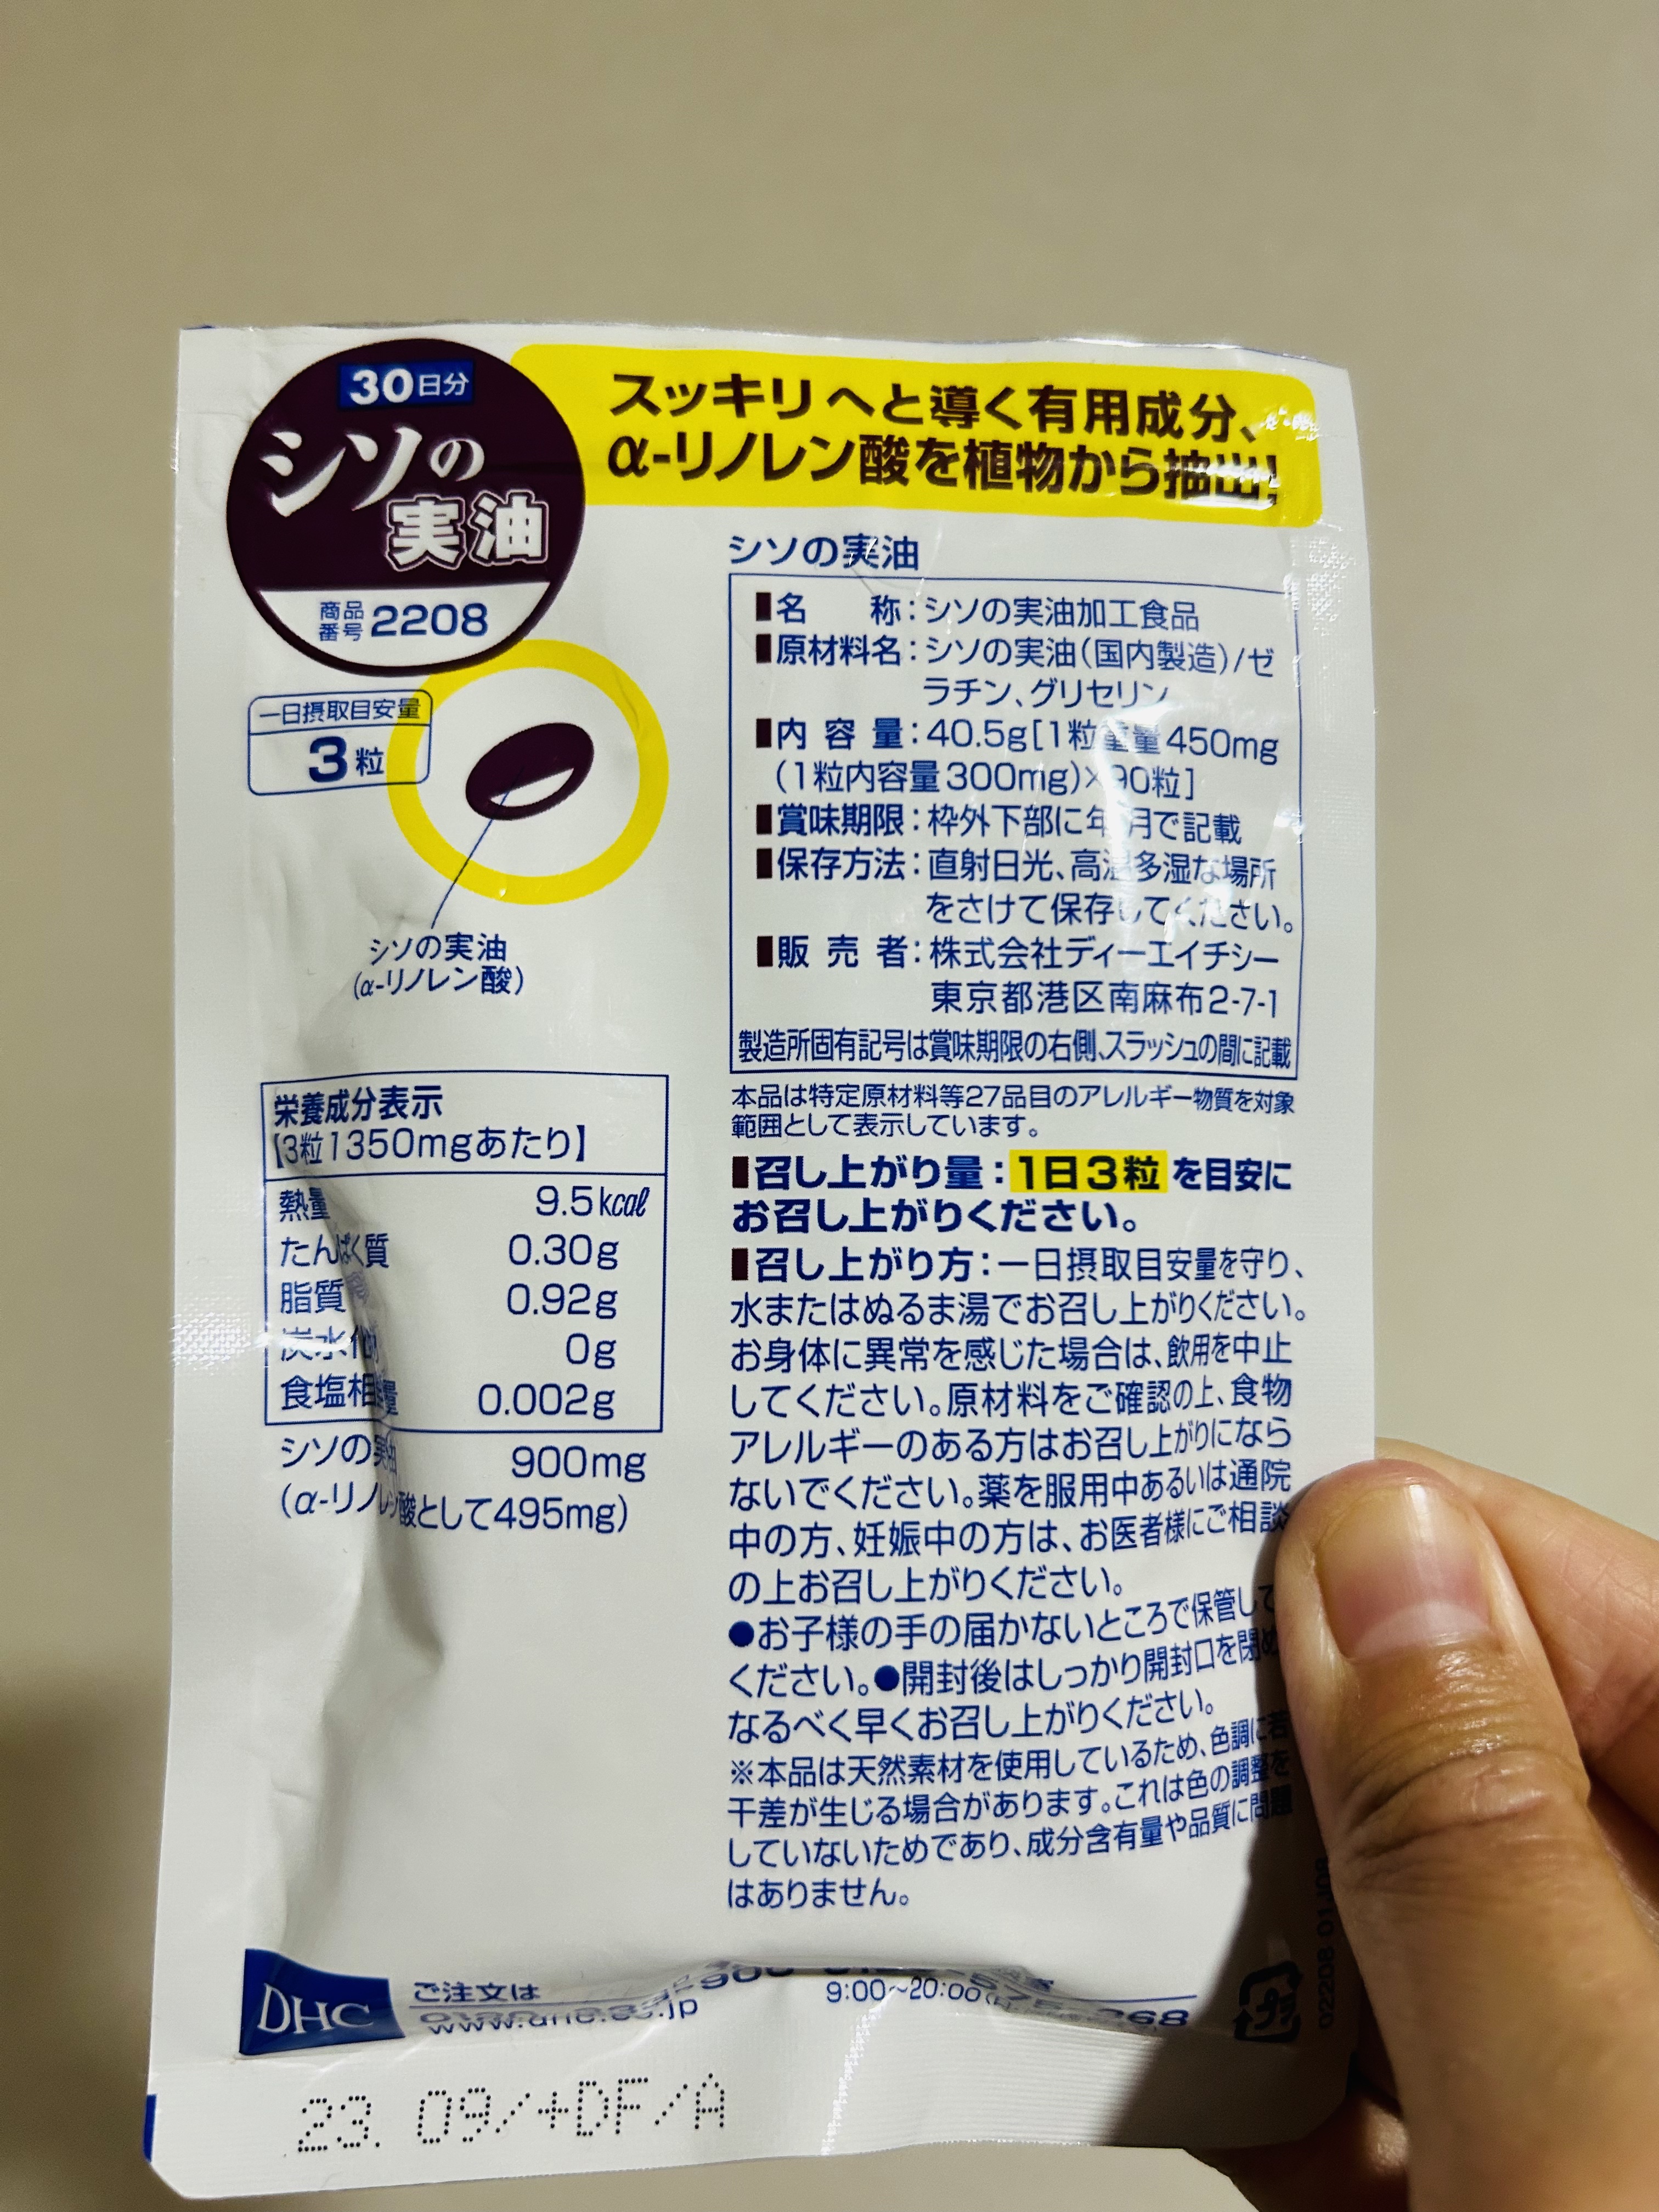 30日分
シソの
実油
商品
番号 2208
スッキリへと導く有用成分、
α-リノレン酸を植物から抽出!
一日摂取目安量
3粒
シソの実油
(α-リノレン酸)
シソの実油
■名　　称:シソの実油加工食品
■原材料名:シソの実油(国内製造)/ゼ
ラチン、グリセリン
■内 容 量:40.5g[1粒重量450mg
(1粒内容量300mg)×90粒]
■賞味期限:枠外下部に年、月で記載
■保存方法:直射日光、高温多湿な場所
をさけて保存してください。
■販 売 者:株式会社ディーエイチシー
東京都港区南麻布2-7-1
製造所固有記号は賞味期限の右側、スラッシュの間に記載
本品は特定原材料等27品目のアレルギー物質を対象
範囲として表示しています。
■召し上がり量:1日3粒を目安に
お召し上がりください。
■召し上がり方:一日摂取目安量を守り、
水またはぬるま湯でお召し上がりください。
お身体に異常を感じた場合は、飲用を中止
してください。原材料をご確認の上、食物
アレルギーのある方はお召し上がりになら
ないでください。薬を服用中あるいは通院
中の方、妊娠中の方は、お医者様にご相談
の上お召し上がりください。
●お子様の手の届かないところで保管して
ください。●開封後はしっかり開封口を閉め
なるべく早くお召し上がりください。
※本品は天然素材を使用しているため、色調に若
干差が生じる場合があります。これは色の調整を
していないためであり、成分含有量や品質に問題
はありません。
栄養成分表示
【3粒1350mgあたり】
熱量 9.5kcal
たんぱく質 0.30g
脂質 0.92g
炭水化物 0g
食塩相当量 0.002g
シソの実油 900mg
(α-リノレン酸として495mg)
DHC
ご注文は
9:00~20:00
23. 09/+DF/A